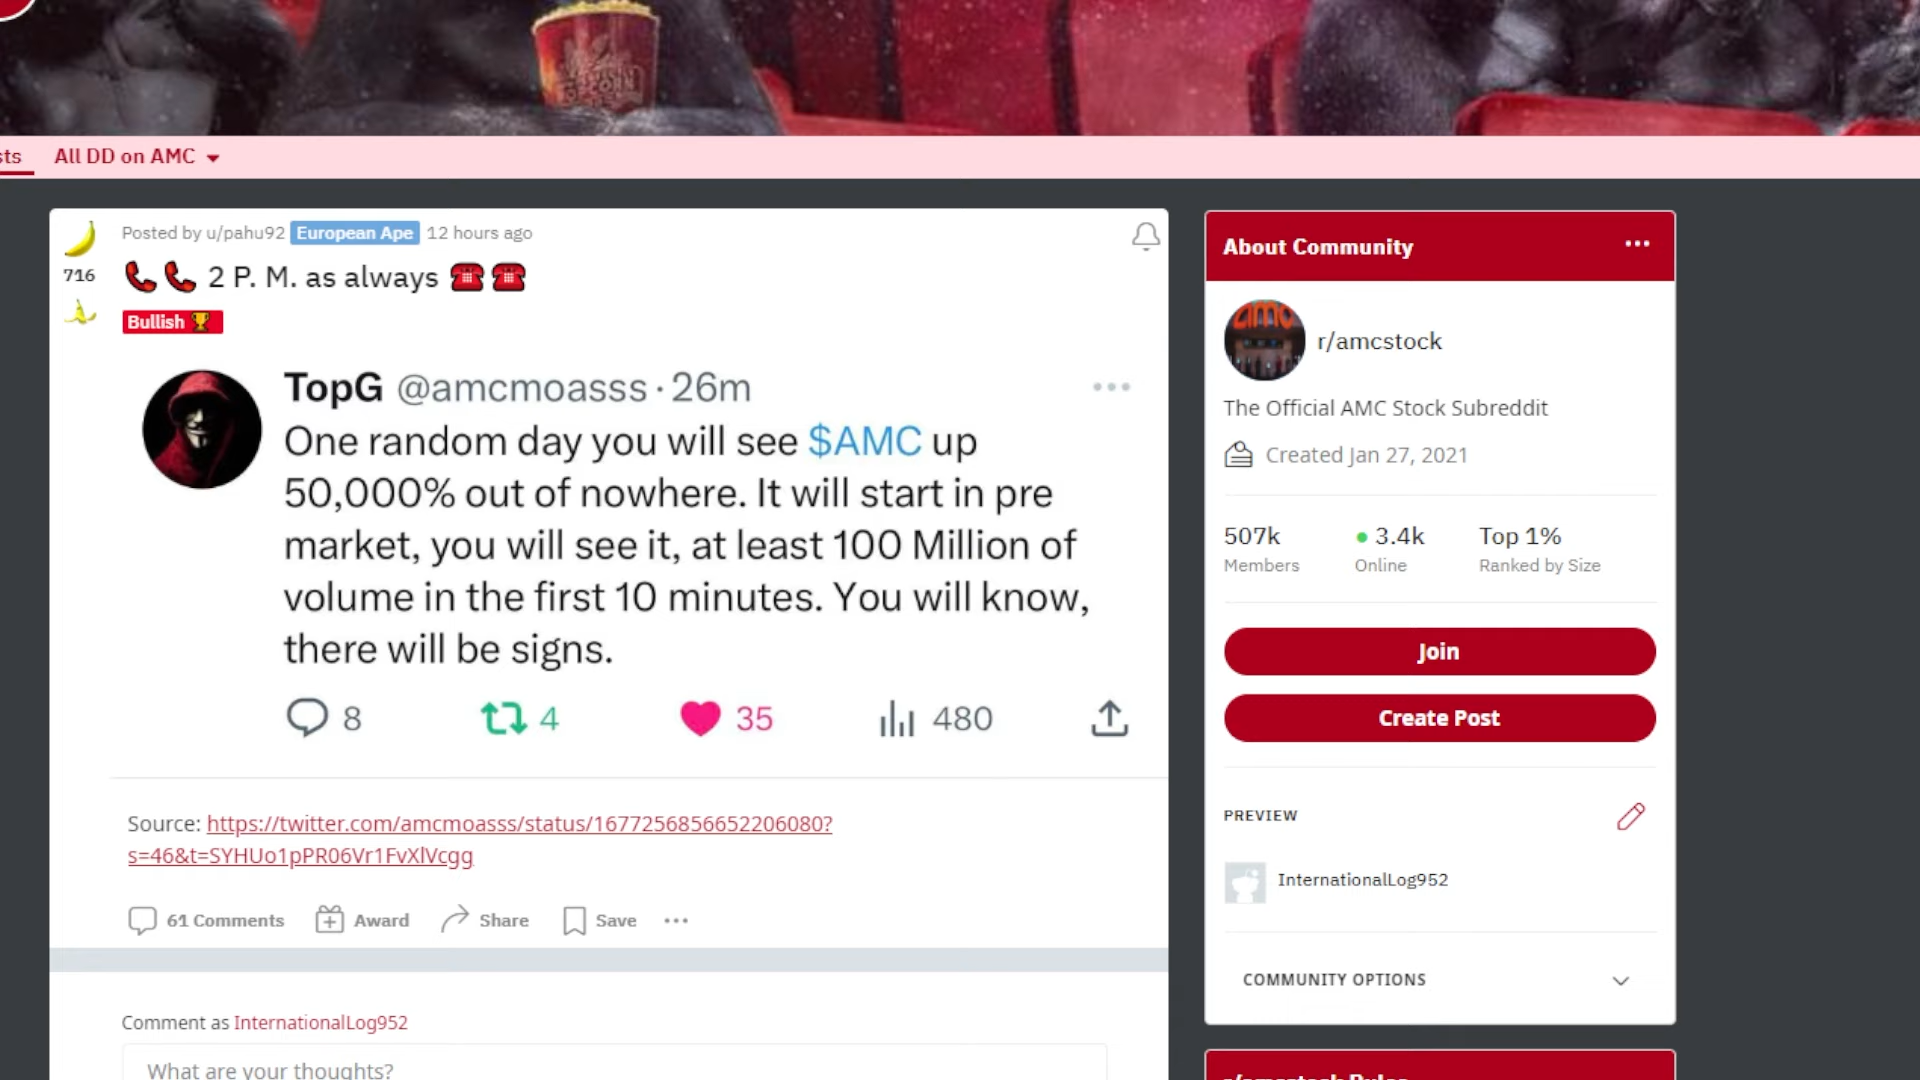 sts All DD on AMC
Posted by u/pahu92 European Ape 12 hours ago
716
2 P. M. as always
Bullish
TopG @amcmoasss · 26m
One random day you will see $AMC up
50,000% out of nowhere. It will start in pre
market, you will see it, at least 100 Million of
volume in the first 10 minutes. You will know,
there will be signs.
8 4 35 480
Source: https://twitter.com/amcmoasss/status/1677256856652206080?
s=46&t=SYHUo1pPR06Vr1FvXlVcgg
61 Comments Award Share Save
Comment as InternationalLog952
What are your thoughts?
About Community
r/amcstock
The Official AMC Stock Subreddit
Created Jan 27, 2021
507k 3.4k Top 1%
Members Online Ranked by Size
Join
Create Post
PREVIEW
InternationalLog952
COMMUNITY OPTIONS
r/amcstock Rules